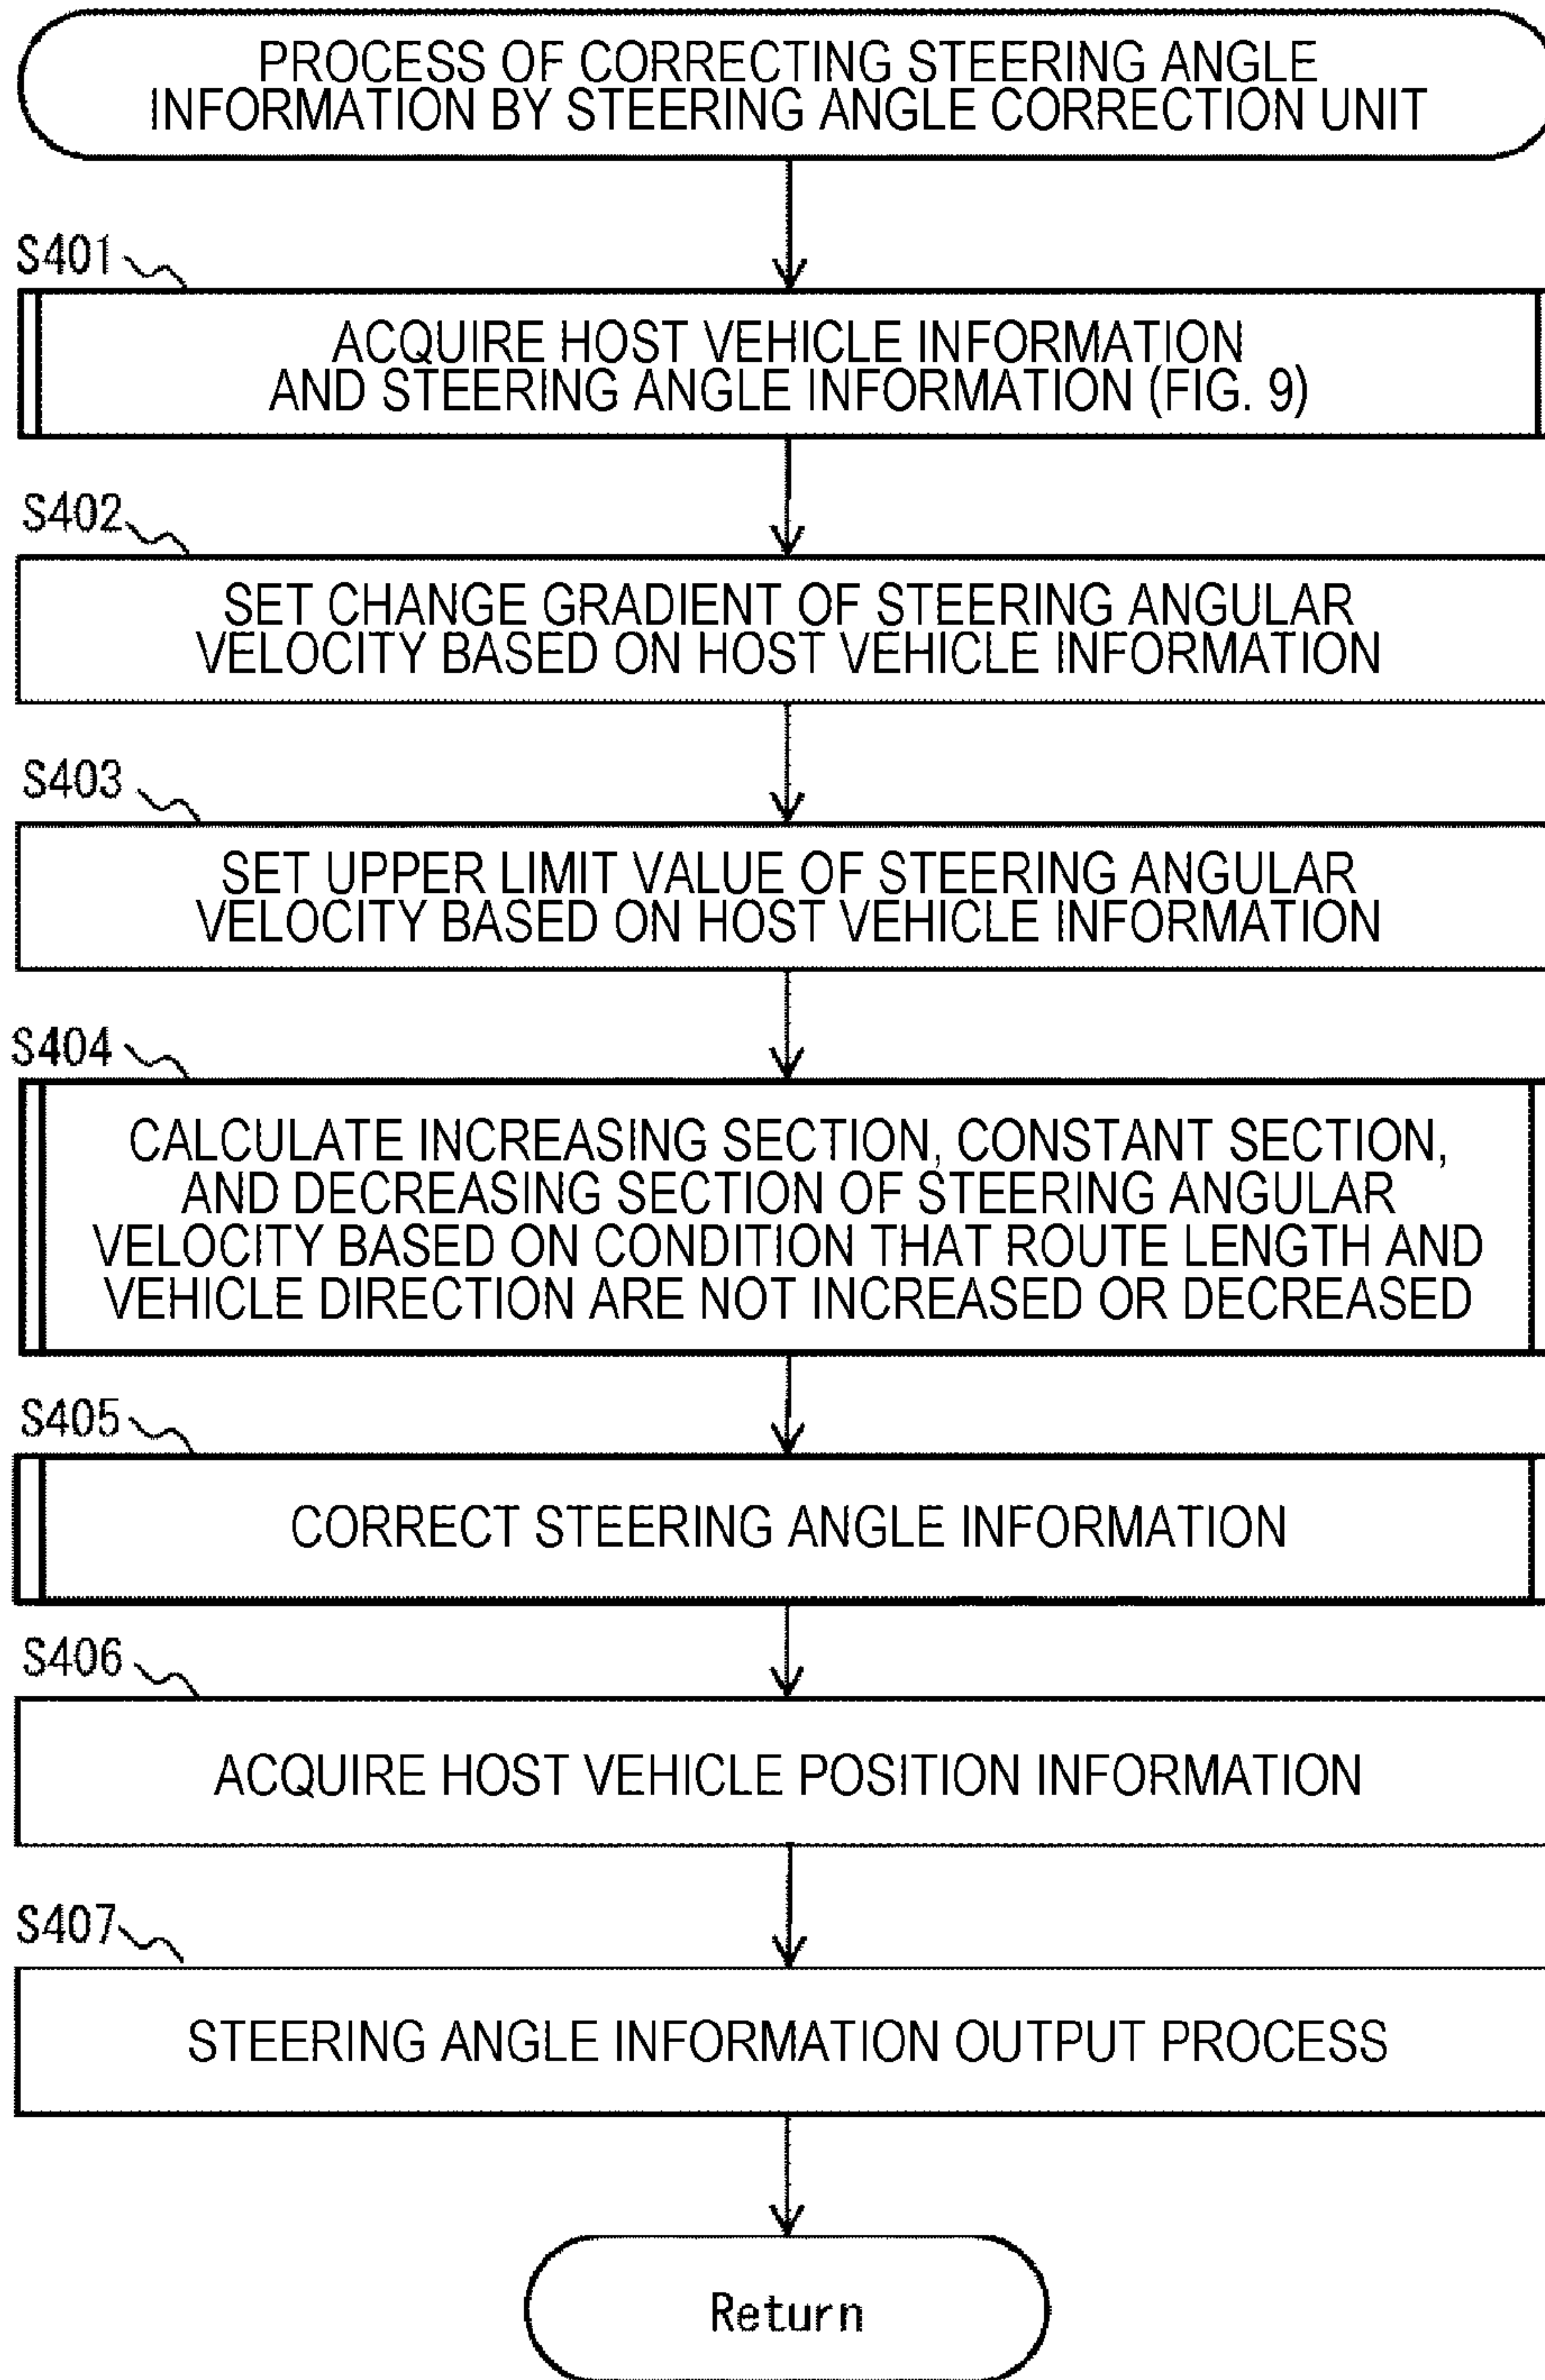 PROCESS OF CORRECTING STEERING ANGLE
INFORMATION BY STEERING ANGLE CORRECTION UNIT
S401
ACQUIRE HOST VEHICLE INFORMATION
AND STEERING ANGLE INFORMATION (FIG. 9)
S402
SET CHANGE GRADIENT OF STEERING ANGULAR
VELOCITY BASED ON HOST VEHICLE INFORMATION
S403
SET UPPER LIMIT VALUE OF STEERING ANGULAR
VELOCITY BASED ON HOST VEHICLE INFORMATION
S404
CALCULATE INCREASING SECTION, CONSTANT SECTION,
AND DECREASING SECTION OF STEERING ANGULAR
VELOCITY BASED ON CONDITION THAT ROUTE LENGTH AND
VEHICLE DIRECTION ARE NOT INCREASED OR DECREASED
S405
CORRECT STEERING ANGLE INFORMATION
S406
ACQUIRE HOST VEHICLE POSITION INFORMATION
S407
STEERING ANGLE INFORMATION OUTPUT PROCESS
Return